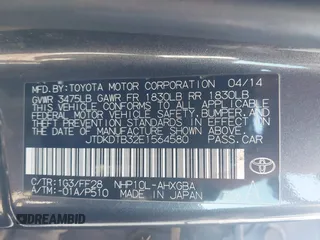 MFD.BY: TOYOTA MOTOR CORPORATION 04/14
GVWR 3475LB GAWR FR 1830LB RR 1830LB
THIS VEHICLE CONFORMS TO ALL APPLICABLE
FEDERAL MOTOR VEHICLE SAFETY, BUMPER, AND
THEFT PREVENTION STANDARDS IN EFFECT ON
THE DATE OF MANUFACTURE SHOWN ABOVE.
JTDKDTB32E1564580 PASS.CAR
C/TR: 1G3/FF28 NHP10L-AHXGBA
A/TM: -01A/P510 MADE IN JAPAN
TOYOTA
© DREAMBID